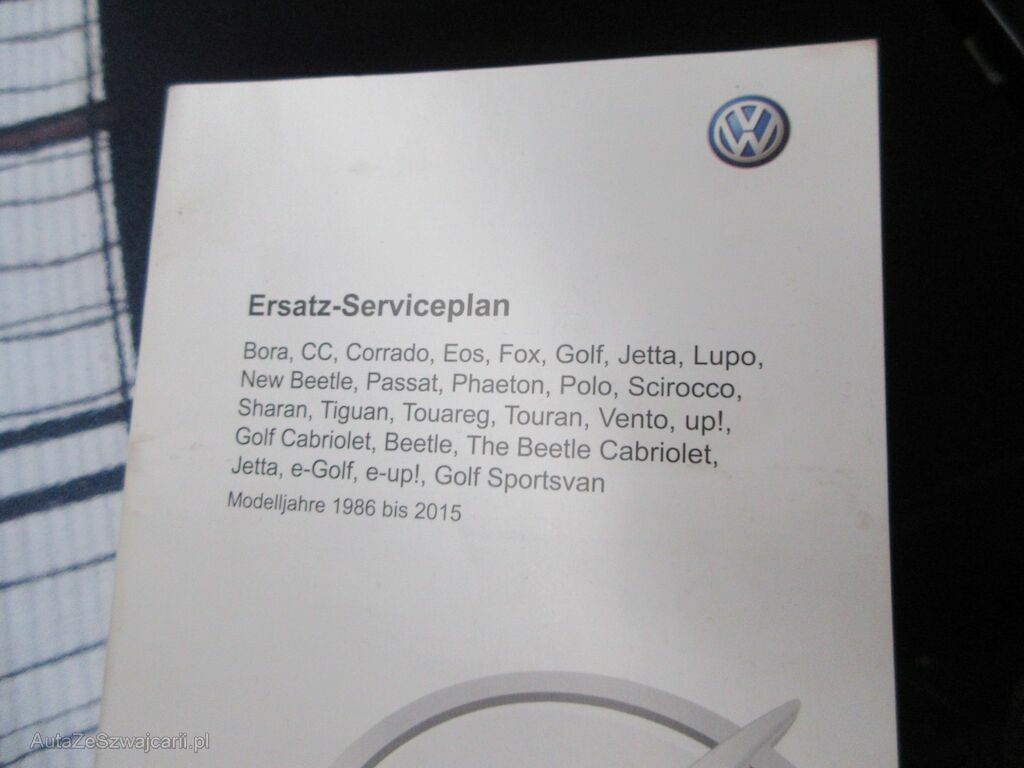 Ersatz-Serviceplan
Bora, CC, Corrado, Eos, Fox, Golf, Jetta, Lupo,
New Beetle, Passat, Phaeton, Polo, Scirocco,
Sharan, Tiguan, Touareg, Touran, Vento, up!,
Golf Cabriolet, Beetle, The Beetle Cabriolet,
Jetta, e-Golf, e-up!, Golf Sportsvan
Modelljahre 1986 bis 2015
AutaZeSzwajcarii.pl